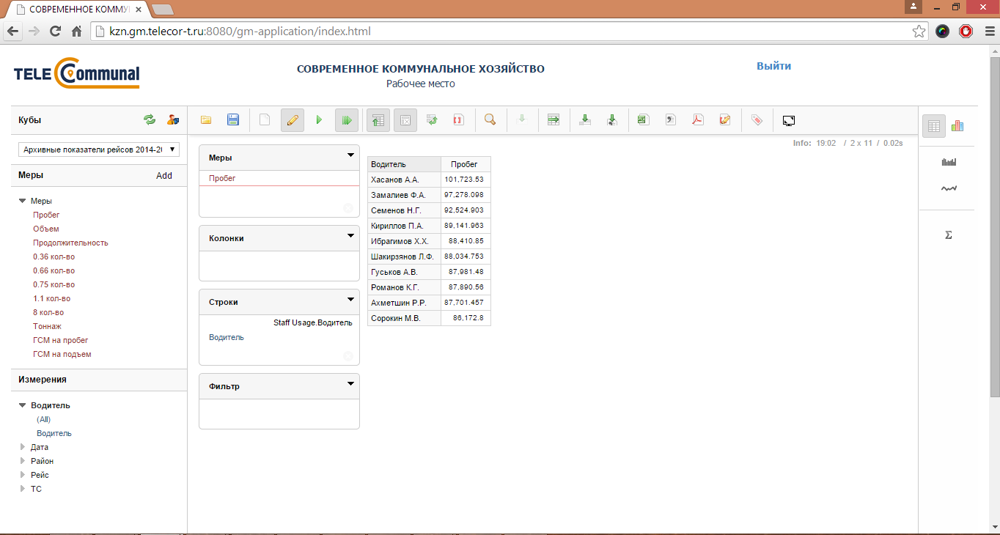 СОВРЕМЕННОЕ КОММУ
kzn.gm.telecor-t.ru:8080/gm-application/index.html
TELE Communal
СОВРЕМЕННОЕ КОММУНАЛЬНОЕ ХОЗЯЙСТВО
Рабочее место
Выйти
Кубы
Архивные показатели рейсов 2014-20
Меры Add
Меры
Пробег
Объем
Продолжительность
0.36 кол-во
0.66 кол-во
0.75 кол-во
1.1 кол-во
8 кол-во
Тоннаж
ГСМ на пробег
ГСМ на подъем
Измерения
Водитель
(All)
Водитель
Дата
Район
Рейс
ТС
Info: 19:02 / 2 x 11 / 0.02s
Меры
Пробег
Колонки
Строки
Staff Usage.Водитель
Водитель
Фильтр
Водитель Пробег
Хасанов А.А. 101,723.53
Замалиев Ф.А. 97,278.098
Семенов Н.Г. 92,524.903
Кириллов П.А. 89,141.963
Ибрагимов Х.Х. 88,410.85
Шакирзянов Л.Ф. 88,034.753
Гуськов А.В. 87,981.48
Романов К.Г. 87,890.56
Ахметшин Р.Р. 87,701.457
Сорокин М.В. 86,172.8
Σ